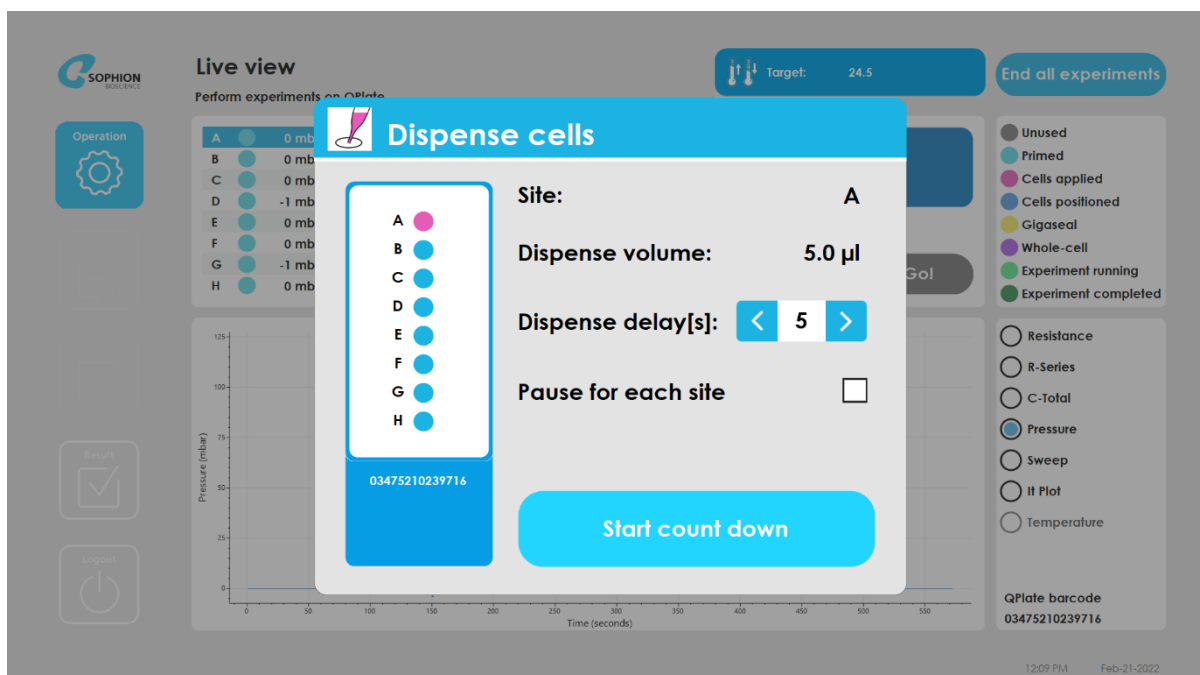 SOPHION
BIOSCIENCE
Live view
Perform experiments on QPlate
Target: 24.5
End all experiments
Operation
A 0 mb
B 0 mb
C 0 mb
D -1 mb
E 0 mb
F 0 mb
G -1 mb
H 0 mb
Go!
Unused
Primed
Cells applied
Cells positioned
Gigaseal
Whole-cell
Experiment running
Experiment completed
Dispense cells
A
B
C
D
E
F
G
H
03475210239716
Site: A
Dispense volume: 5.0 µl
Dispense delay[s]: < 5 >
Pause for each site
Start count down
Resistance
R-Series
C-Total
Pressure
Sweep
It Plot
Temperature
Result
Logout
Pressure (mbar)
125
100
75
50
25
0
0 50 100 150 200 250 300 350 400 450 500 550
Time (seconds)
QPlate barcode
03475210239716
12:09 PM Feb-21-2022